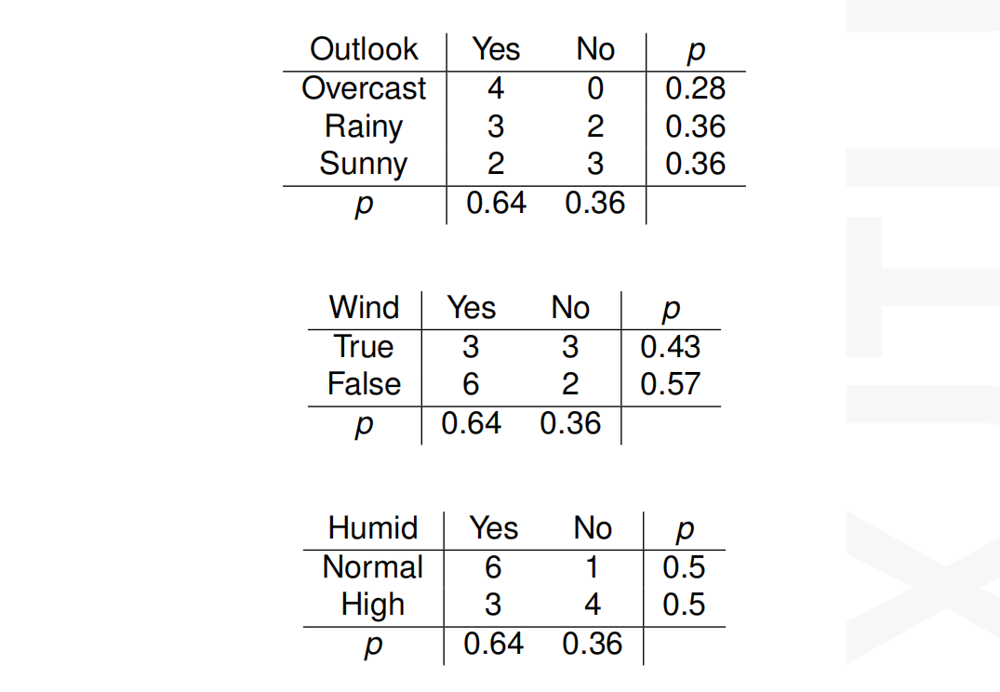 Outlook Yes No p
Overcast 4 0 0.28
Rainy 3 2 0.36
Sunny 2 3 0.36
p 0.64 0.36
Wind Yes No p
True 3 3 0.43
False 6 2 0.57
p 0.64 0.36
Humid Yes No p
Normal 6 1 0.5
High 3 4 0.5
p 0.64 0.36